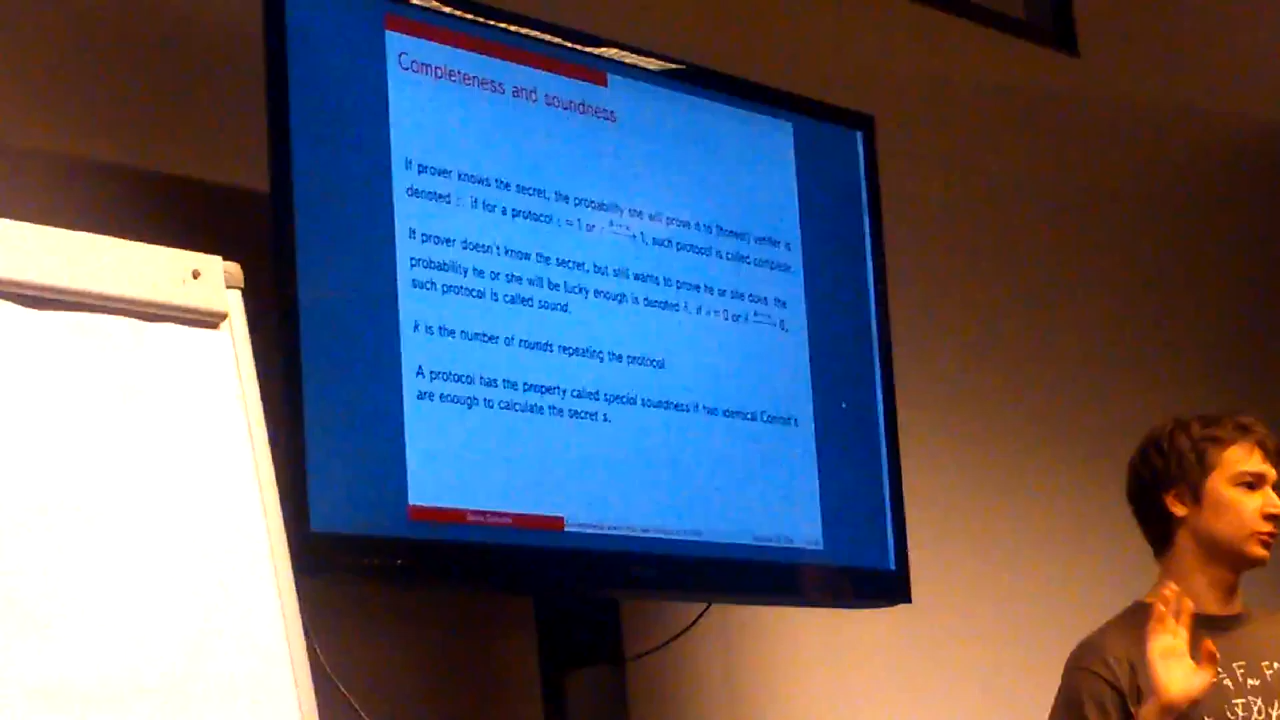 Completeness and soundness
If prover knows the secret, the probability she will prove it to (honest) verifier is
denoted ε. If for a protocol ε = 1 or ε → 1, such protocol is called complete.
If prover doesn't know the secret, but still wants to prove he or she does, the
probability he or she will be lucky enough is denoted if = 0 or → 0,
such protocol is called sound.
k is the number of rounds repeating the protocol.
A protocol has the property called special soundness if two identical Commit's
are enough to calculate the secret s.